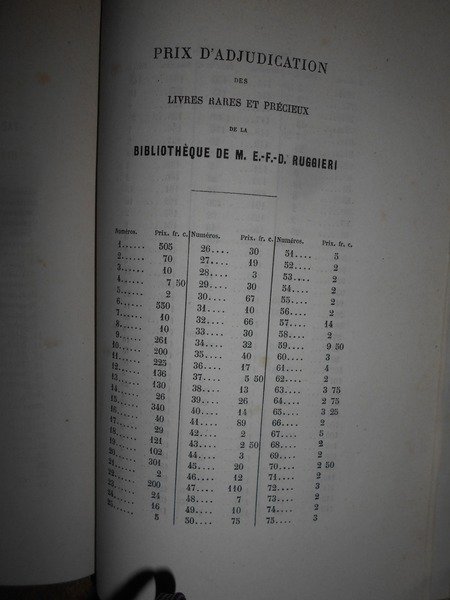 PRIX D'ADJUDICATION
DES
LIVRES RARES ET PRÉCIEUX
DE LA
BIBLIOTHÈQUE DE M. E.-F.-D. RUGGIERI
Numéros. Prix. fr. c. Numéros. Prix. fr. c. Numéros. Prix. fr. c.
1...... 505 26.... 30 51.... 5
2...... 70 27.... 19 52.... 2
3...... 10 28.... 3 53.... 2
4...... 7 50 29.... 30 54.... 2
5...... 2 30.... 67 55.... 2
6...... 550 31.... 10 56.... 2
7...... 10 32.... 66 57.... 14
8...... 10 33.... 30 58.... 2
9...... 261 34.... 32 59.... 9 50
10..... 200 35.... 40 60.... 3
11..... 225 36.... 17 61.... 4
12..... 136 37.... 5 50 62.... 2
13..... 130 38.... 13 63.... 3 75
14..... 26 39.... 26 64.... 2 75
15..... 340 40.... 14 65.... 3 25
16..... 40 41.... 89 66.... 2
17..... 29 42.... 2 67.... 5
18..... 121 43.... 2 50 68.... 2
19..... 102 44.... 3 69.... 2
20..... 301 45.... 20 70.... 2 50
21..... 2 46.... 12 71.... 2
22..... 200 47.... 110 72.... 3
23..... 24 48.... 7 73.... 2
24..... 16 49.... 10 74.... 2
25..... 5 50.... 75 75.... 3